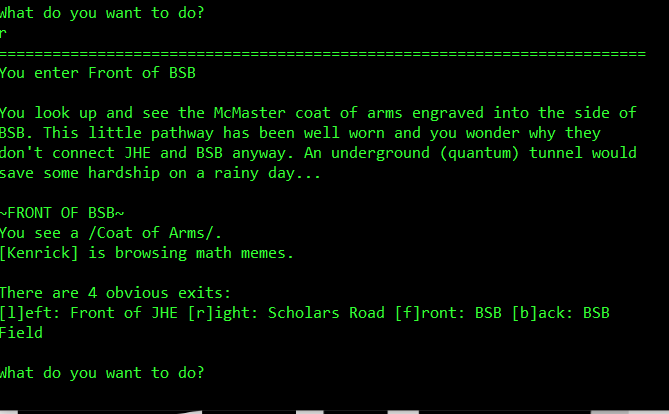 What do you want to do?
r
========================================================================
You enter Front of BSB
You look up and see the McMaster coat of arms engraved into the side of
BSB. This little pathway has been well worn and you wonder why they
don't connect JHE and BSB anyway. An underground (quantum) tunnel would
save some hardship on a rainy day...
~FRONT OF BSB~
You see a /Coat of Arms/.
[Kenrick] is browsing math memes.
There are 4 obvious exits:
[l]eft: Front of JHE [r]ight: Scholars Road [f]ront: BSB [b]ack: BSB
Field
What do you want to do?